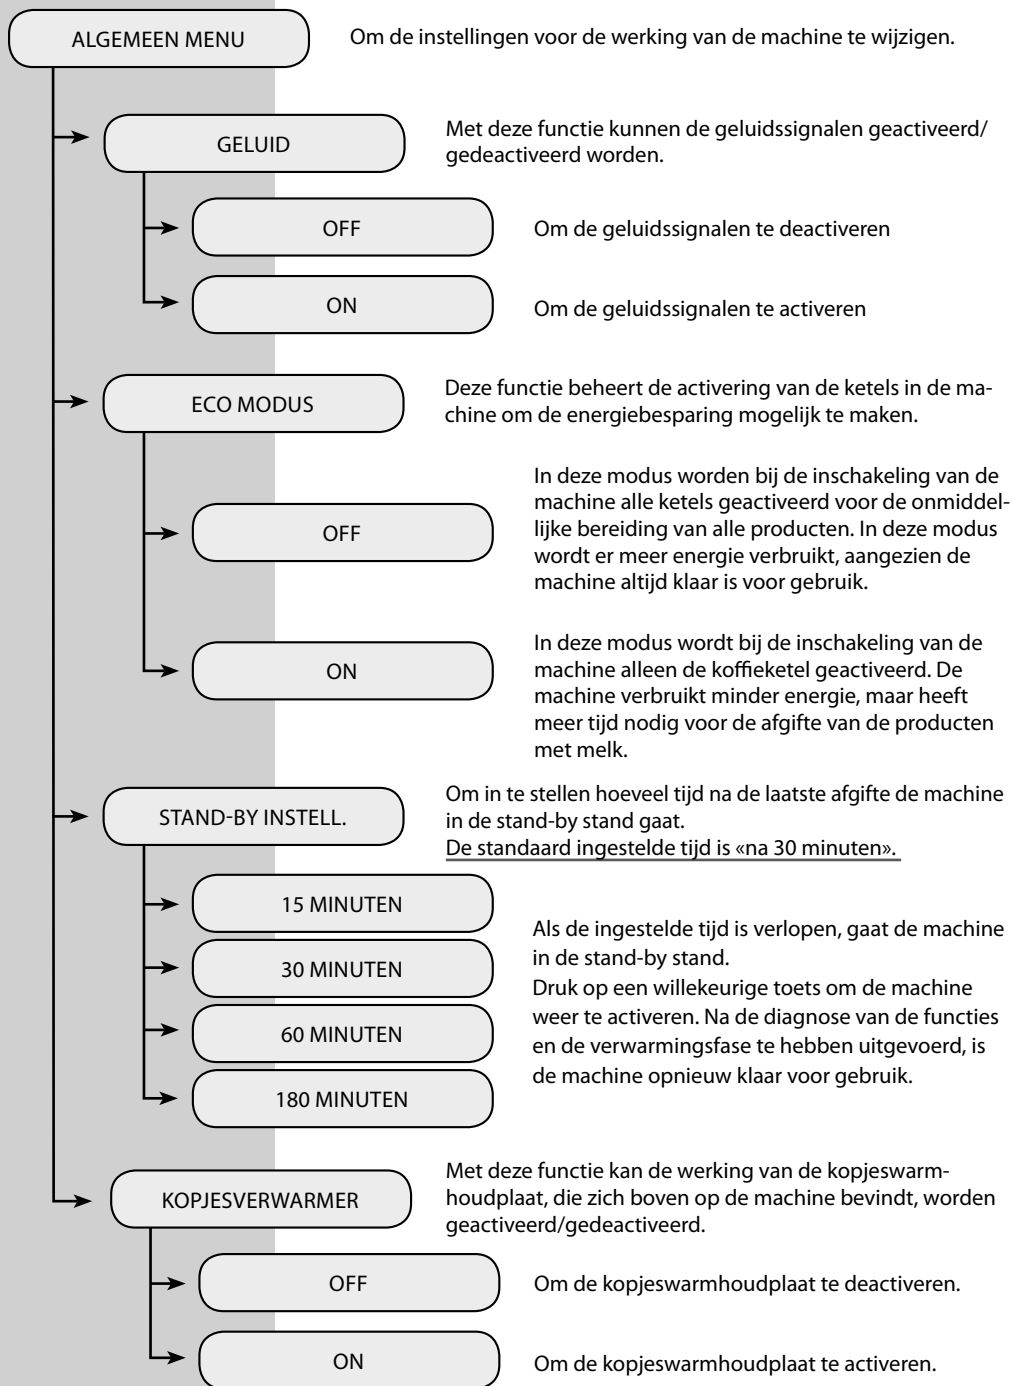 ALGEMEEN MENU
Om de instellingen voor de werking van de machine te wijzigen.
GELUID
Met deze functie kunnen de geluidssignalen geactiveerd/
gedeactiveerd worden.
OFF
Om de geluidssignalen te deactiveren
ON
Om de geluidssignalen te activeren
ECO MODUS
Deze functie beheert de activering van de ketels in de ma-
chine om de energiebesparing mogelijk te maken.
OFF
In deze modus worden bij de inschakeling van de
machine alle ketels geactiveerd voor de onmiddel-
lijke bereiding van alle producten. In deze modus
wordt er meer energie verbruikt, aangezien de
machine altijd klaar is voor gebruik.
ON
In deze modus wordt bij de inschakeling van de
machine alleen de koffieketel geactiveerd. De
machine verbruikt minder energie, maar heeft
meer tijd nodig voor de afgifte van de producten
met melk.
STAND-BY INSTELL.
Om in te stellen hoeveel tijd na de laatste afgifte de machine
in de stand-by stand gaat.
De standaard ingestelde tijd is «na 30 minuten».
15 MINUTEN
30 MINUTEN
60 MINUTEN
180 MINUTEN
Als de ingestelde tijd is verlopen, gaat de machine
in de stand-by stand.
Druk op een willekeurige toets om de machine
weer te activeren. Na de diagnose van de functies
en de verwarmingsfase te hebben uitgevoerd, is
de machine opnieuw klaar voor gebruik.
KOPJESVERWARMER
Met deze functie kan de werking van de kopjeswarm-
houdplaat, die zich boven op de machine bevindt, worden
geactiveerd/gedeactiveerd.
OFF
Om de kopjeswarmhoudplaat te deactiveren.
ON
Om de kopjeswarmhoudplaat te activeren.